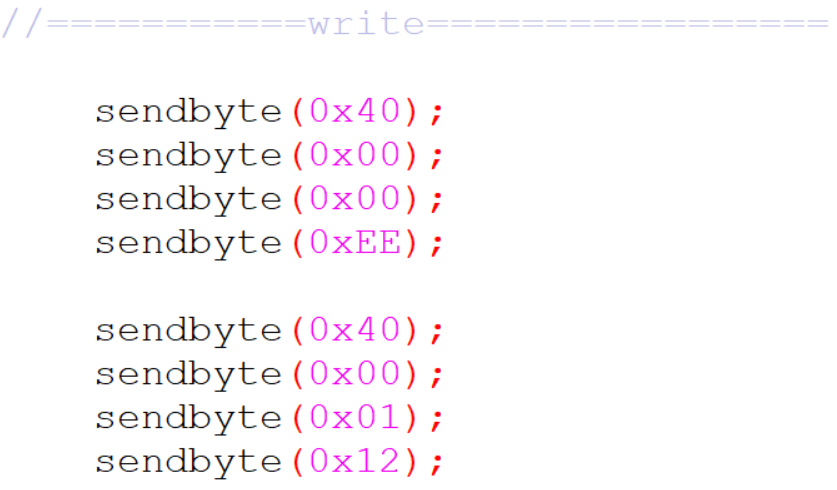 //===========write=================
sendbyte(0x40);
sendbyte(0x00);
sendbyte(0x00);
sendbyte(0xEE);
sendbyte(0x40);
sendbyte(0x00);
sendbyte(0x01);
sendbyte(0x12);